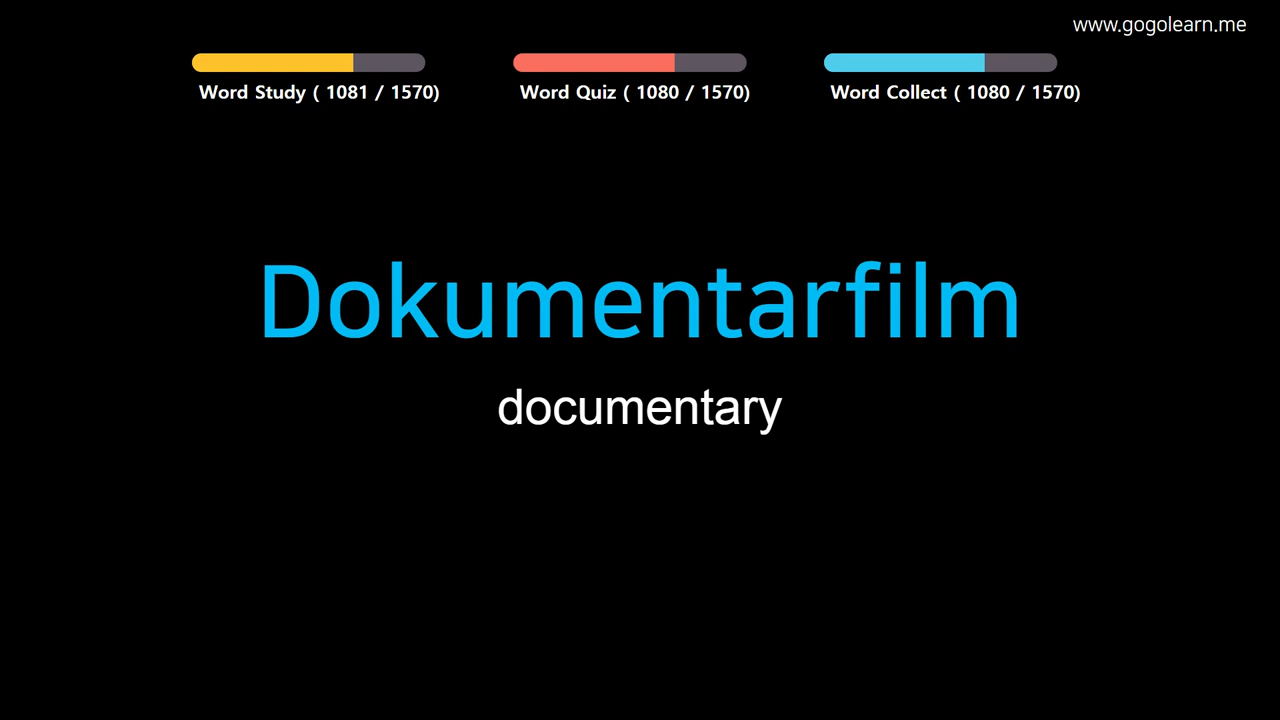 www.gogolearn.me
Word Study ( 1081 / 1570)
Word Quiz ( 1080 / 1570)
Word Collect ( 1080 / 1570)
Dokumentarfilm
documentary